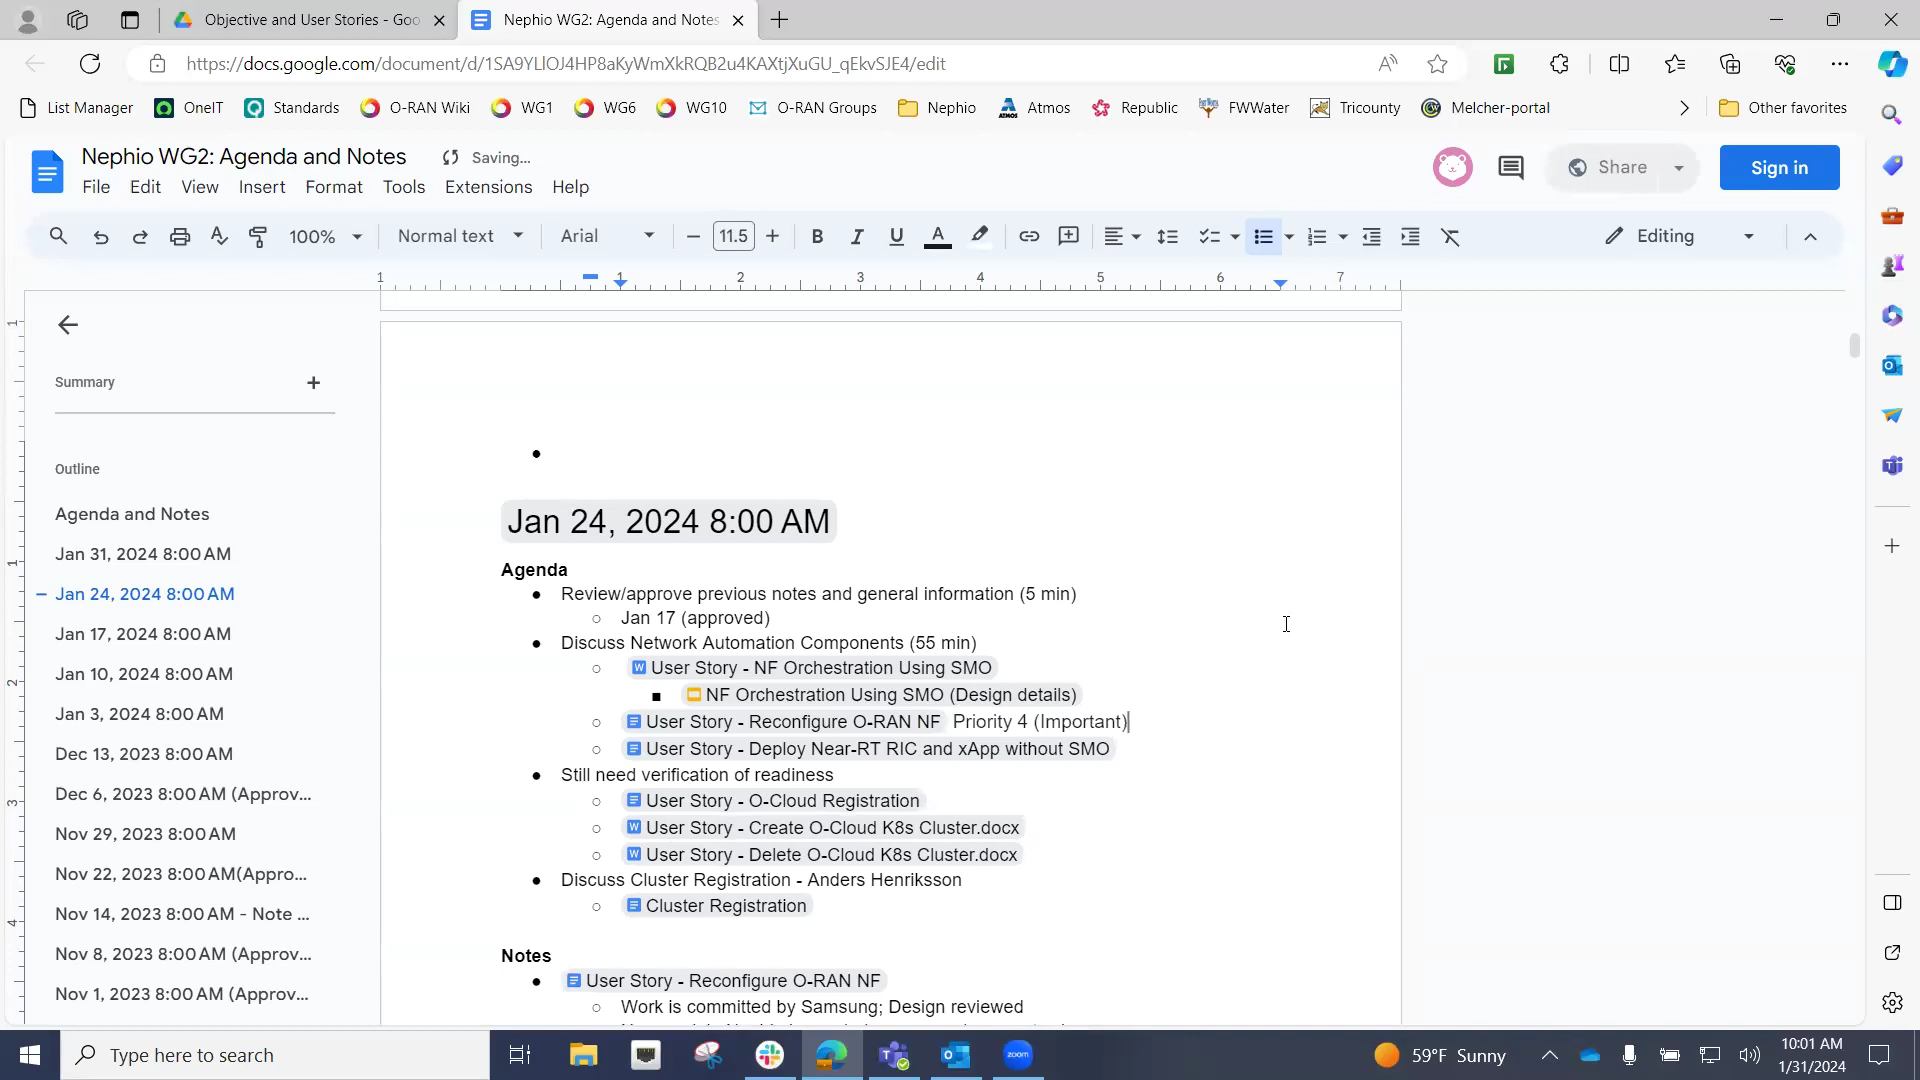 Objective and User Stories - Goo
Nephio WG2: Agenda and Notes
https://docs.google.com/document/d/1SA9YLlOJ4HP8aKyWmXkRQB2u4KAXtjXuGU_qEkvSJE4/edit
List Manager
OneIT
Standards
O-RAN Wiki
WG1
WG6
WG10
O-RAN Groups
Nephio
Atmos
Republic
FWWater
Tricounty
Melcher-portal
Other favorites
Nephio WG2: Agenda and Notes
Saving...
File Edit View Insert Format Tools Extensions Help
Share
Sign in
100%
Normal text
Arial
11.5
Editing
1 1 2 3 4 5 6 7
Summary
Outline
Agenda and Notes
Jan 31, 2024 8:00 AM
Jan 24, 2024 8:00 AM
Jan 17, 2024 8:00 AM
Jan 10, 2024 8:00 AM
Jan 3, 2024 8:00 AM
Dec 13, 2023 8:00 AM
Dec 6, 2023 8:00 AM (Approv...
Nov 29, 2023 8:00 AM
Nov 22, 2023 8:00 AM(Appro...
Nov 14, 2023 8:00 AM - Note ...
Nov 8, 2023 8:00 AM (Approv...
Nov 1, 2023 8:00 AM (Approv...
Jan 24, 2024 8:00 AM
Agenda
Review/approve previous notes and general information (5 min)
Jan 17 (approved)
Discuss Network Automation Components (55 min)
User Story - NF Orchestration Using SMO
NF Orchestration Using SMO (Design details)
User Story - Reconfigure O-RAN NF Priority 4 (Important)
User Story - Deploy Near-RT RIC and xApp without SMO
Still need verification of readiness
User Story - O-Cloud Registration
User Story - Create O-Cloud K8s Cluster.docx
User Story - Delete O-Cloud K8s Cluster.docx
Discuss Cluster Registration - Anders Henriksson
Cluster Registration
Notes
User Story - Reconfigure O-RAN NF
Work is committed by Samsung; Design reviewed
Type here to search
zoom
59°F Sunny
10:01 AM
1/31/2024